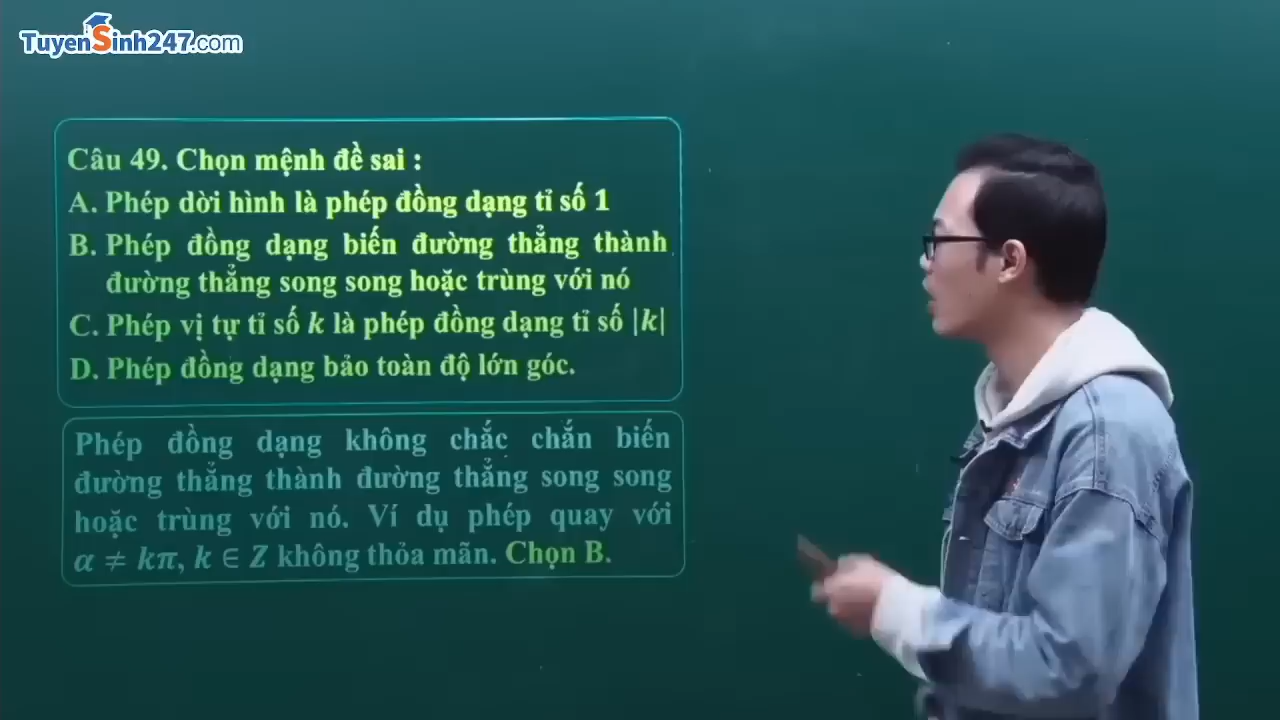 TuyenSinh247.com
Câu 49. Chọn mệnh đề sai :
A. Phép dời hình là phép đồng dạng tỉ số 1
B. Phép đồng dạng biến đường thẳng thành
đường thẳng song song hoặc trùng với nó
C. Phép vị tự tỉ số k là phép đồng dạng tỉ số |k|
D. Phép đồng dạng bảo toàn độ lớn góc.
Phép đồng dạng không chắc chắn biến
đường thẳng thành đường thẳng song song
hoặc trùng với nó. Ví dụ phép quay với
α ≠ kπ, k ∈ Z không thỏa mãn. Chọn B.